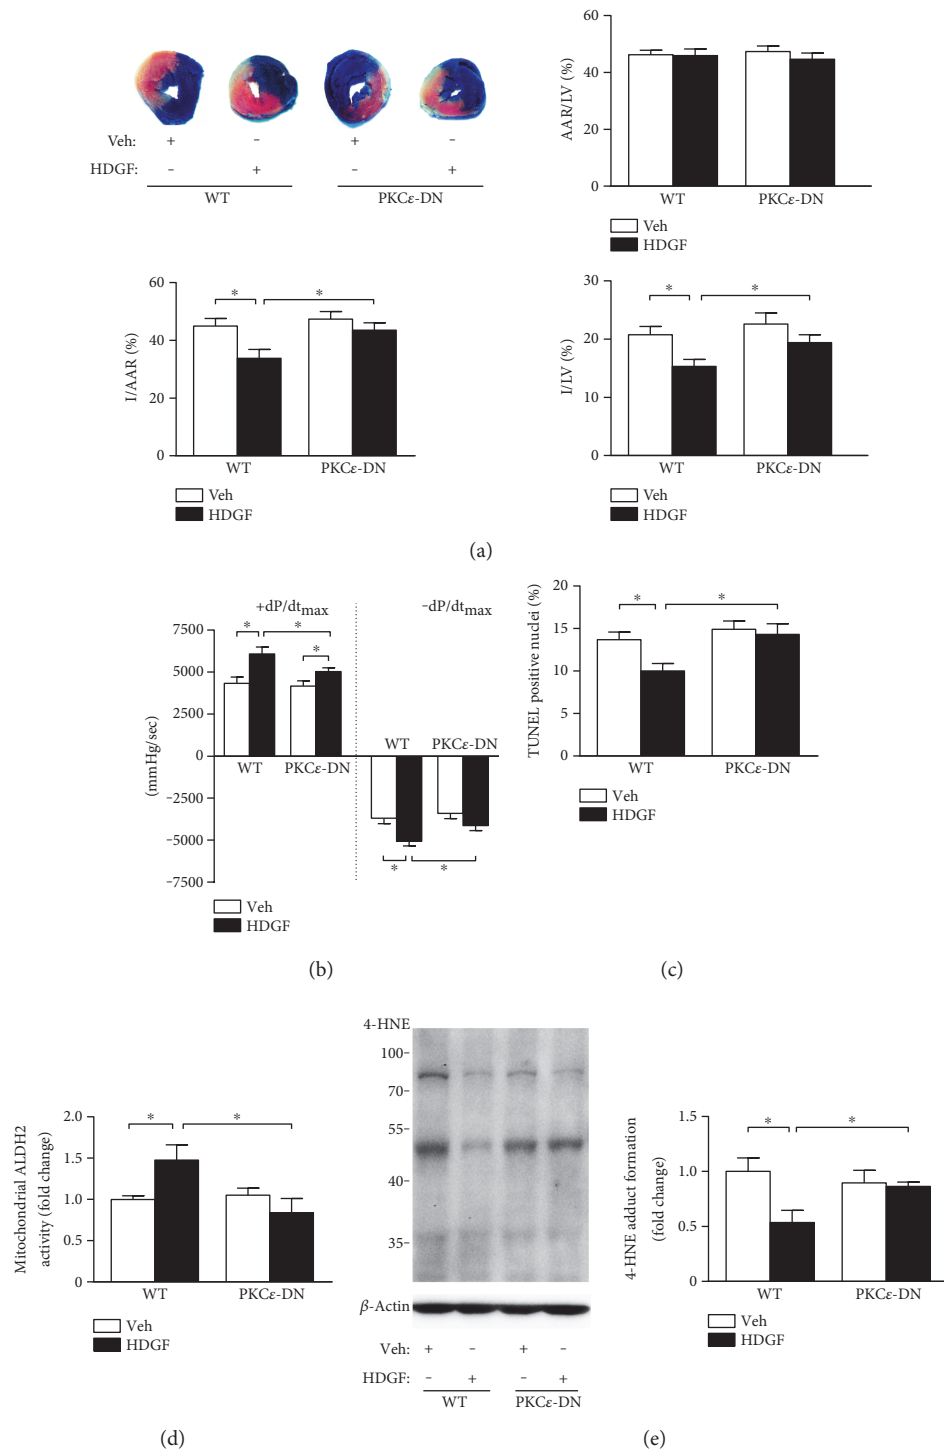 Veh: + - + -
HDGF: - + - +
WT PKCε-DN
AAR/LV (%)
60
40
20
0
WT PKCε-DN
Veh
HDGF
I/AAR (%)
60
40
20
0
* *
WT PKCε-DN
Veh
HDGF
I/LV (%)
30
20
10
0
* *
WT PKCε-DN
Veh
HDGF
(a)
+dP/dtmax -dP/dtmax
(mmHg/sec)
7500
5000
2500
0
-2500
-5000
-7500
* * *
WT PKCε-DN
WT PKCε-DN
* *
Veh
HDGF
(b)
TUNEL positive nuclei (%)
20
15
10
5
0
* *
WT PKCε-DN
Veh
HDGF
(c)
Mitochondrial ALDH2
activity (fold change)
2.0
1.5
1.0
0.5
0
* *
WT PKCε-DN
Veh
HDGF
(d)
4-HNE
100-
70-
55-
40-
35-
β-Actin
Veh: + - + -
HDGF: - + - +
WT PKCε-DN
4-HNE adduct formation
(fold change)
1.5
1.0
0.5
0
* *
WT PKCε-DN
Veh
HDGF
(e)